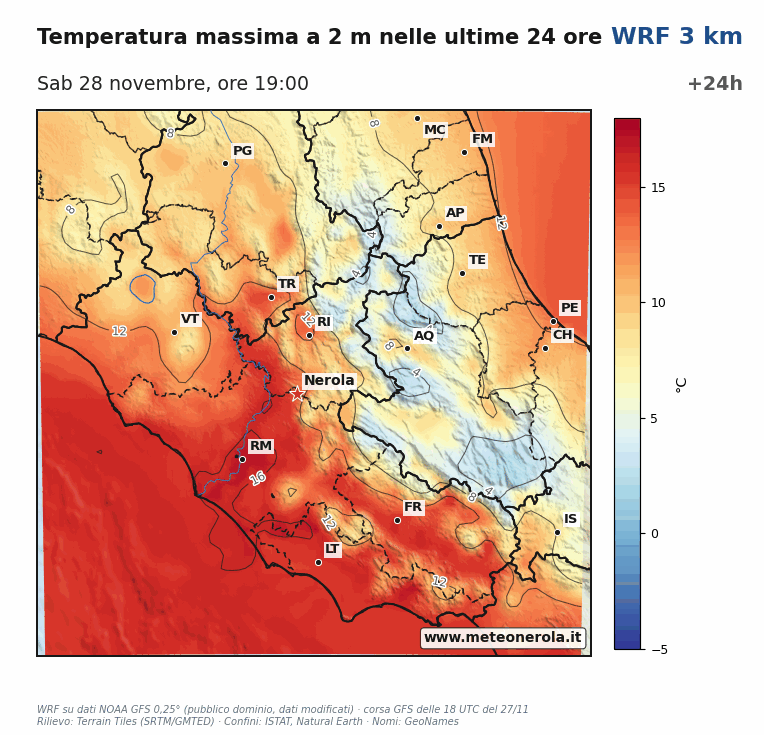 Temperatura massima a 2 m nelle ultime 24 ore WRF 3 km
Sab 28 novembre, ore 19:00 +24h
8
8
MC
FM
PG
8
AP
12
4
TE
4
TR
PE
12
VT
12
RI
AQ
8
CH
4
Nerola
RM
16
8
4
FR
12
IS
LT
12
www.meteonerola.it
15
10
5
0
−5
°C
WRF su dati NOAA GFS 0,25° (pubblico dominio, dati modificati) · corsa GFS delle 18 UTC del 27/11
Rilievo: Terrain Tiles (SRTM/GMTED) · Confini: ISTAT, Natural Earth · Nomi: GeoNames